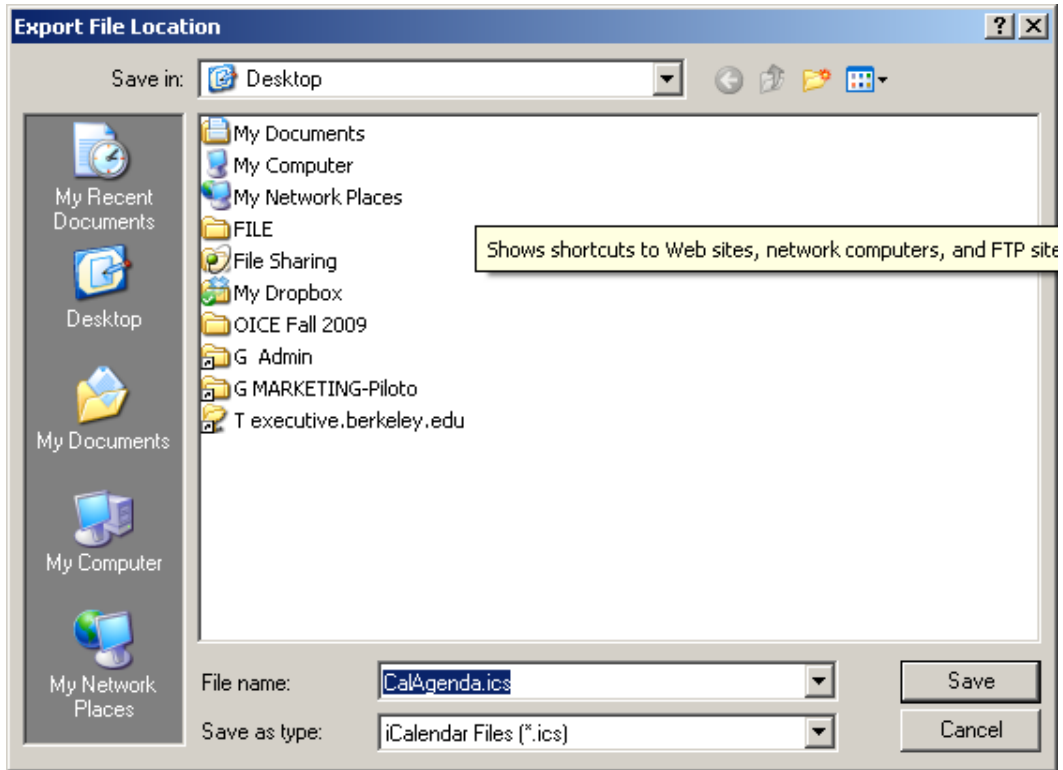 Export File Location
Save in:
Desktop
My Recent
Documents
Desktop
My Documents
My Computer
My Network
Places
My Documents
My Computer
My Network Places
FILE
Shows shortcuts to Web sites, network computers, and FTP site
File Sharing
My Dropbox
OICE Fall 2009
G Admin
G MARKETING-Piloto
T executive.berkeley.edu
File name:
CalAgenda.ics
Save
Save as type:
iCalendar Files (*.ics)
Cancel